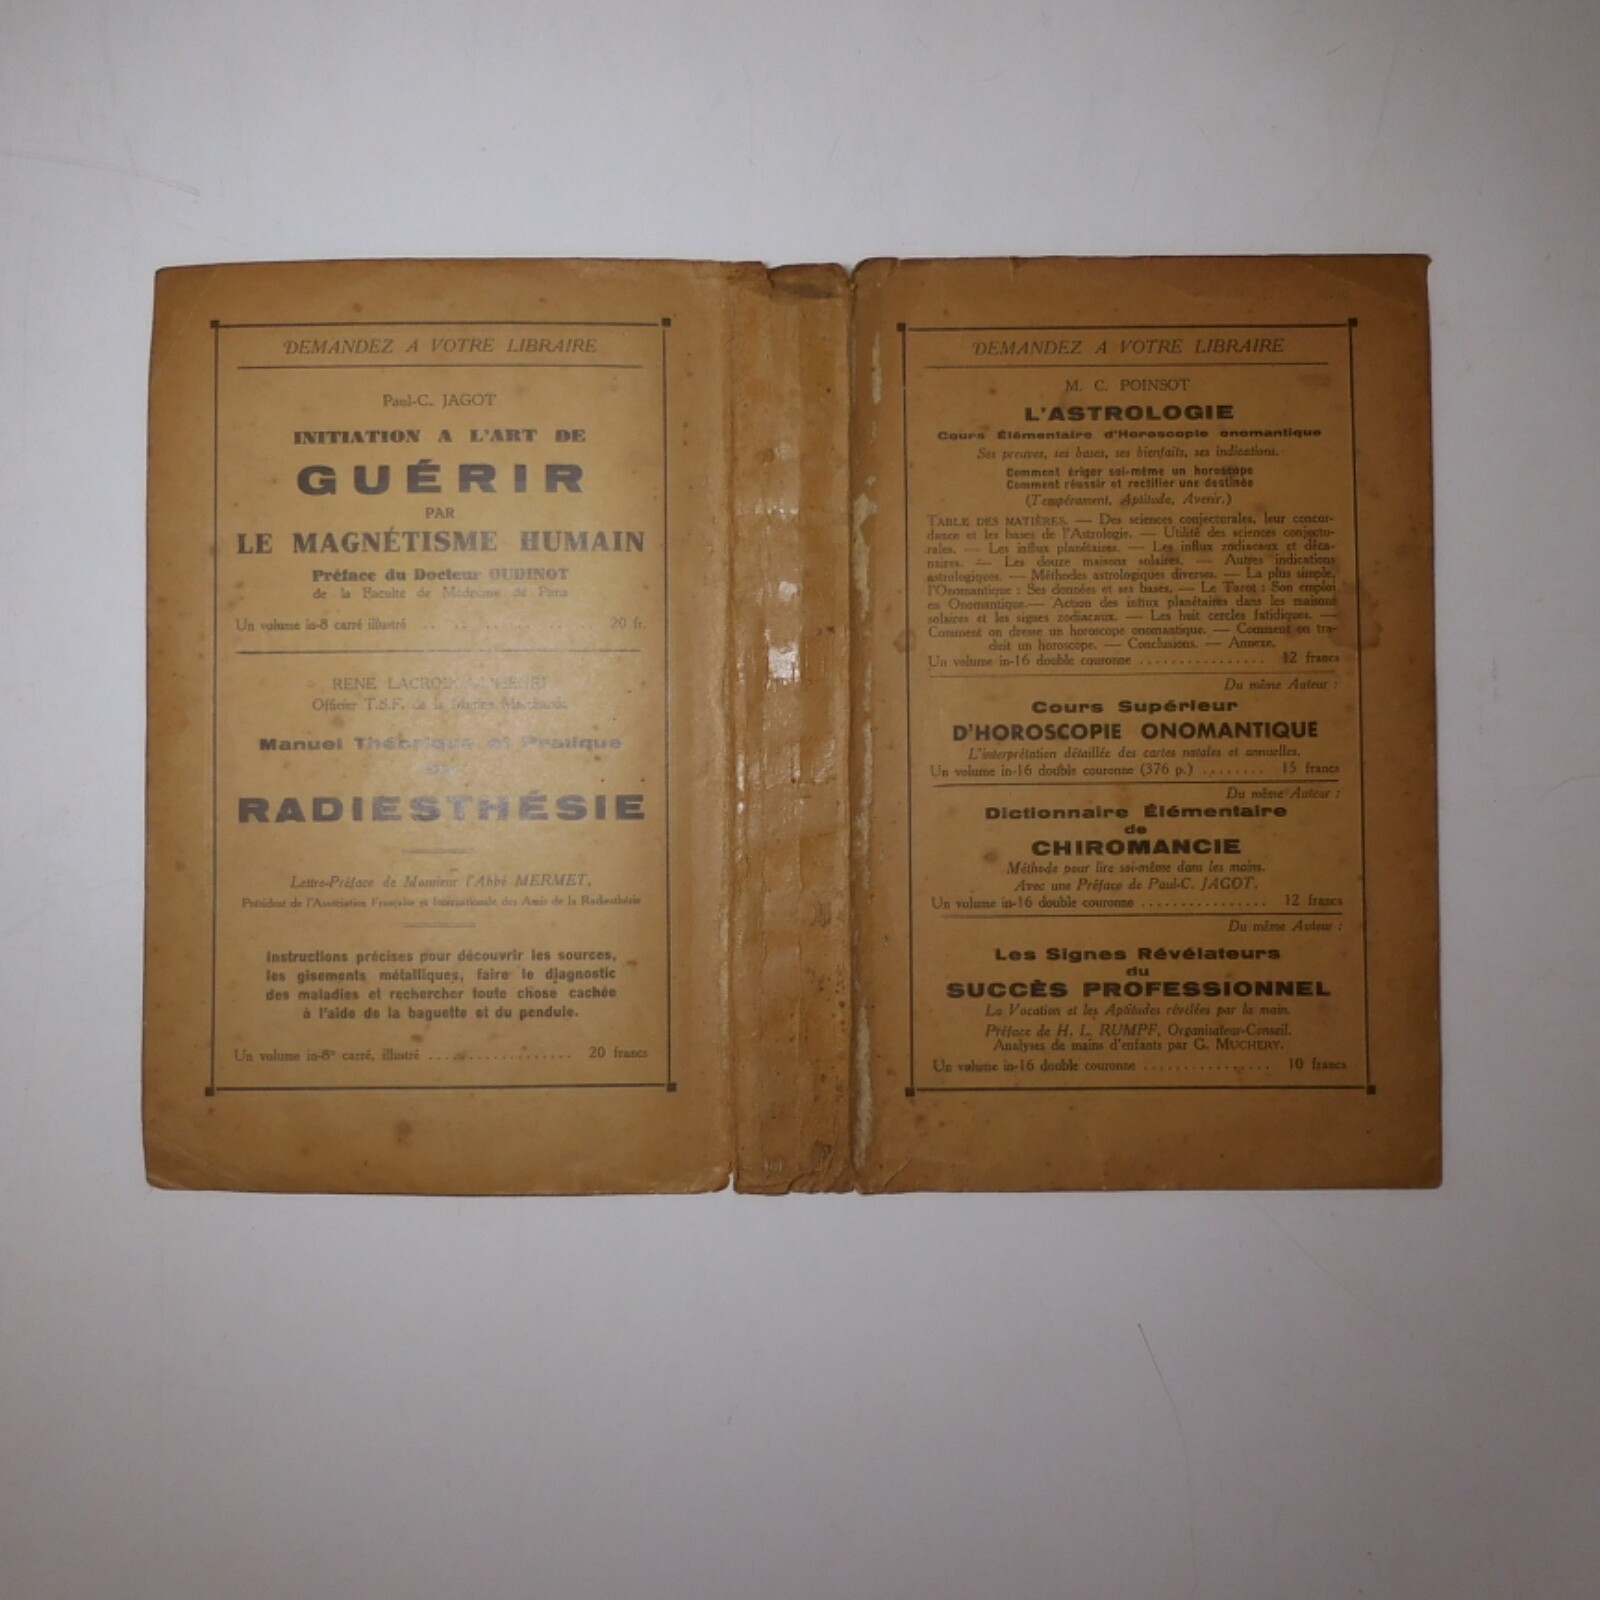 DEMANDEZ A VOTRE LIBRAIRE
Paul-C. JAGOT
INITIATION A L'ART DE
GUÉRIR
PAR
LE MAGNÉTISME HUMAIN
Préface du Docteur OUDINOT
de la Faculté de Médecine de Paris
Un volume in-8 carré illustré .. .. .. .. .. 20 fr.
RENE LACROIX
Officier T.S.F. de la Marine Marchande
Manuel Théorique et Pratique
DE
RADIESTHÉSIE
Lettre-Préface de Monsieur l'Abbé MERMET,
Président de l'Association Française et Internationale des Amis de la Radiesthésie
Instructions précises pour découvrir les sources,
les gisements métalliques, faire le diagnostic
des maladies et rechercher toute chose cachée
à l'aide de la baguette et du pendule.
Un volume in-8° carré, illustré .................. 20 francs
DEMANDEZ A VOTRE LIBRAIRE
M. C. POINSOT
L'ASTROLOGIE
Cours Élémentaire d'Horoscopie onomantique
Ses preuves, ses bases, ses bienfaits, ses indications.
Comment ériger soi-même un horoscope
Comment réussir et rectifier une destinée
(Tempérament, Aptitude, Avenir.)
TABLE DES MATIÈRES. — Des sciences conjecturales, leur concor-
dance et les bases de l'Astrologie. — Utilité des sciences conjectu-
rales. — Les influx planétaires. — Les influx zodiacaux et déca-
naires. — Les douze maisons solaires. — Autres indications
astrologiques. — Méthodes astrologiques diverses. — La plus simple,
l'Onomantique : Ses données et ses bases. — Le Tarot : Son emploi
en Onomantique.— Action des influx planétaires dans les maisons
solaires et les signes zodiacaux. — Les huit cercles fatidiques. —
Comment on dresse un horoscope onomantique. — Comment on tra-
duit un horoscope. — Conclusions. — Annexe.
Un volume in-16 double couronne ................ 12 francs
Du même Auteur :
Cours Supérieur
D'HOROSCOPIE ONOMANTIQUE
L'interprétation détaillée des cartes natales et annuelles.
Un volume in-16 double couronne (376 p.) ........ 15 francs
Du même Auteur :
Dictionnaire Élémentaire
de
CHIROMANCIE
Méthode pour lire soi-même dans les mains.
Avec une Préface de Paul-C. JAGOT.
Un volume in-16 double couronne ................ 12 francs
Du même Auteur :
Les Signes Révélateurs
du
SUCCÈS PROFESSIONNEL
La Vocation et les Aptitudes révélées par la main.
Préface de H. L. RUMPF, Organisateur-Conseil.
Analyses de mains d'enfants par G. MUCHERY.
Un volume in-16 double couronne ................ 10 francs